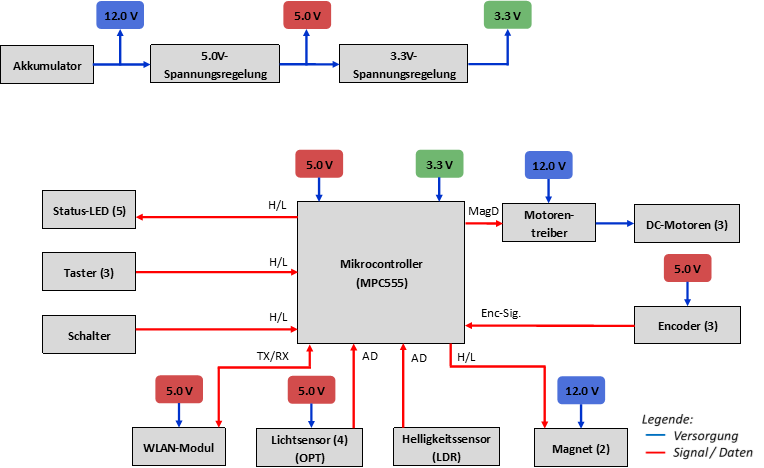 12.0 V
5.0 V
3.3 V
Akkumulator
5.0V-
Spannungsregelung
3.3V-
Spannungsregelung
5.0 V
3.3 V
12.0 V
Status-LED (5)
H/L
MagD
Motoren-
treiber
DC-Motoren (3)
Taster (3)
H/L
Mikrocontroller
(MPC555)
5.0 V
Schalter
H/L
Enc-Sig.
Encoder (3)
TX/RX
AD
AD
H/L
5.0 V
5.0 V
12.0 V
WLAN-Modul
Lichtsensor (4)
(OPT)
Helligkeitssensor
(LDR)
Magnet (2)
Legende:
Versorgung
Signal / Daten